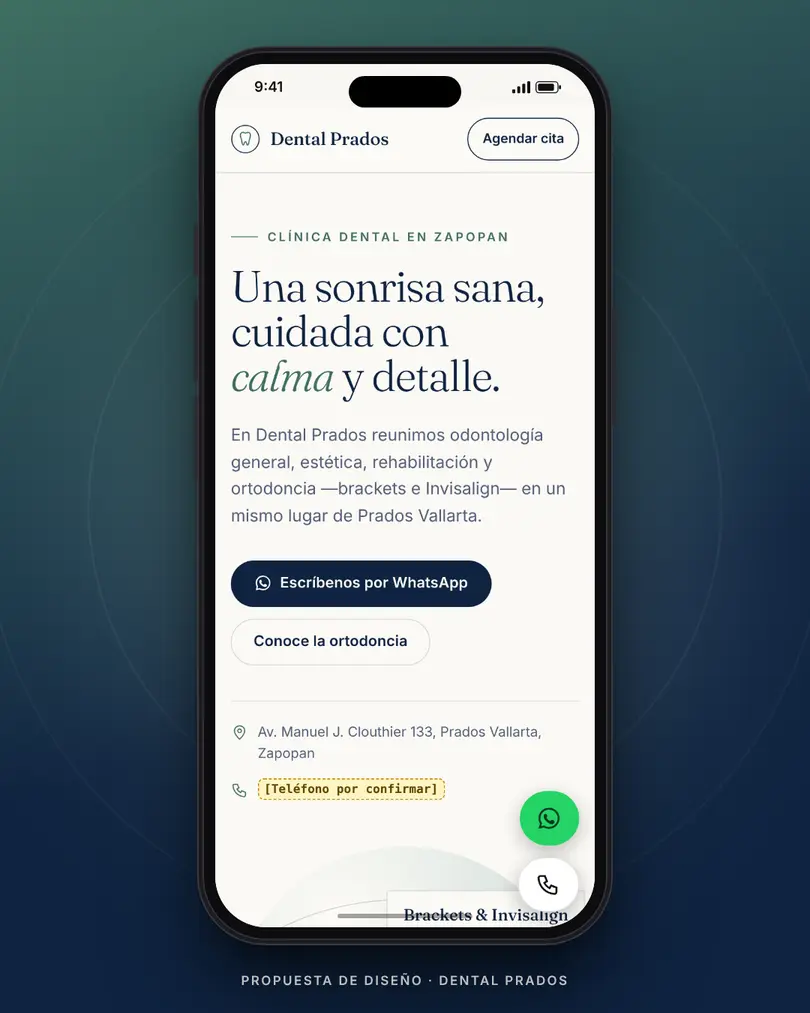 9:41
Dental Prados
Agendar cita
CLÍNICA DENTAL EN ZAPOPAN
Una sonrisa sana,
cuidada con
calma y detalle.
En Dental Prados reunimos odontología
general, estética, rehabilitación y
ortodoncia —brackets e Invisalign— en un
mismo lugar de Prados Vallarta.
Escríbenos por WhatsApp
Conoce la ortodoncia
Av. Manuel J. Clouthier 133, Prados Vallarta,
Zapopan
[Teléfono por confirmar]
Brackets & Invisalign
PROPUESTA DE DISEÑO · DENTAL PRADOS